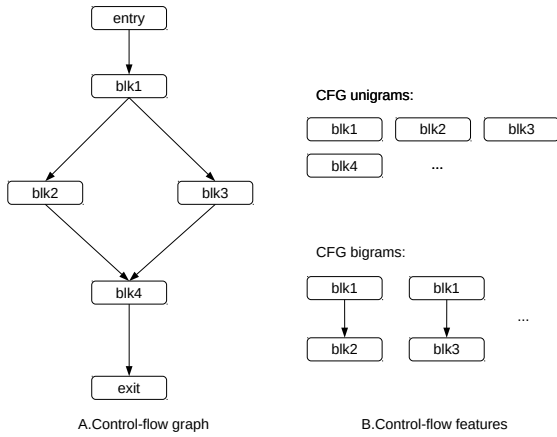 entry
blk1
blk2
blk3
blk4
exit
A.Control-flow graph
CFG unigrams:
blk1 blk2 blk3
blk4 ...
CFG bigrams:
blk1 blk1
...
blk2 blk3
B.Control-flow features